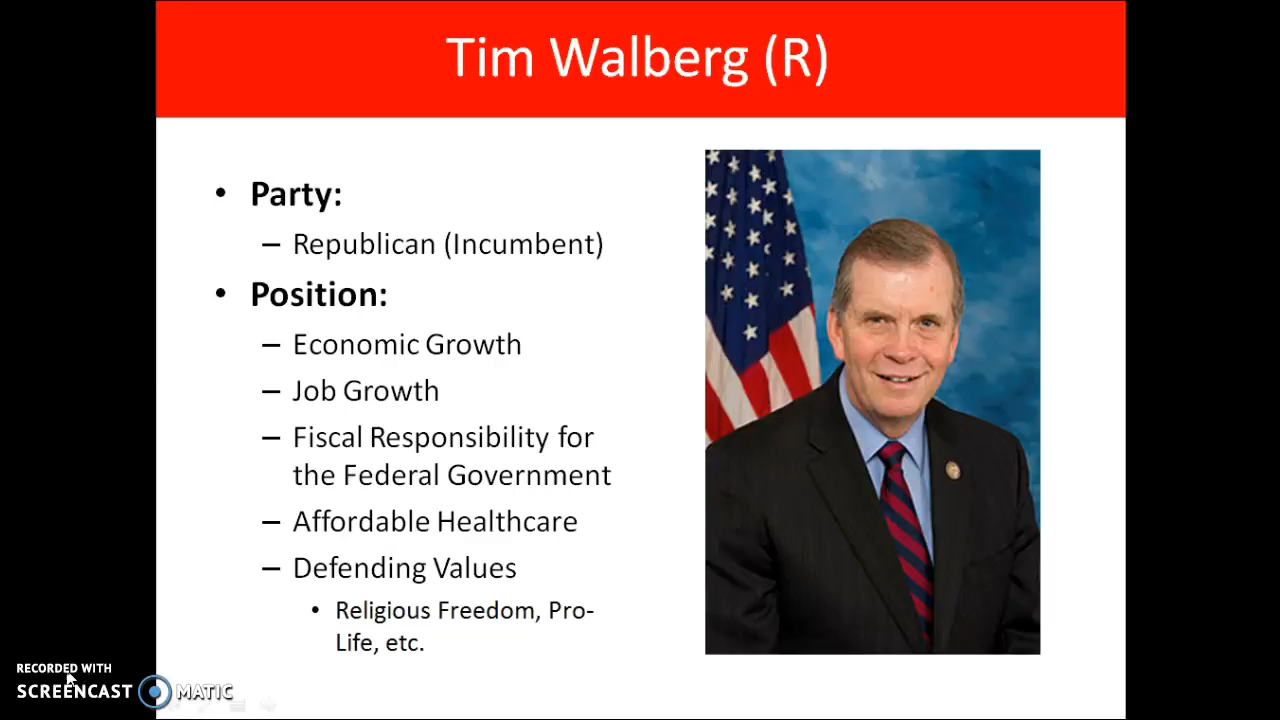 Tim Walberg (R)
• Party:
– Republican (Incumbent)
• Position:
– Economic Growth
– Job Growth
– Fiscal Responsibility for
the Federal Government
– Affordable Healthcare
– Defending Values
• Religious Freedom, Pro-
Life, etc.
RECORDED WITH
SCREENCAST MATIC